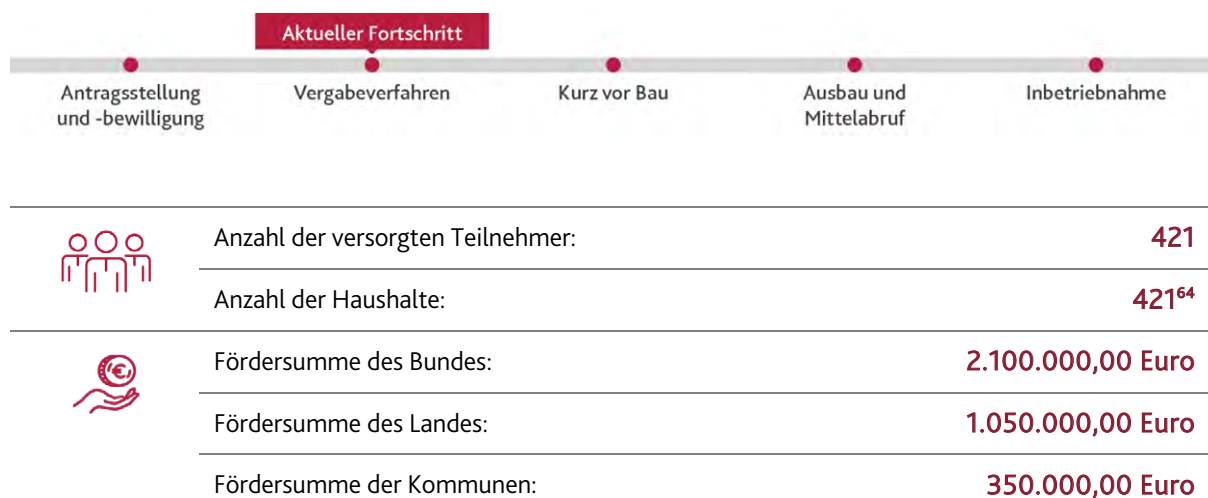 Aktueller Fortschritt
Antragsstellung
und -bewilligung
Vergabeverfahren
Kurz vor Bau
Ausbau und
Mittelabruf
Inbetriebnahme
Anzahl der versorgten Teilnehmer: 421
Anzahl der Haushalte: 421⁶⁴
Fördersumme des Bundes: 2.100.000,00 Euro
Fördersumme des Landes: 1.050.000,00 Euro
Fördersumme der Kommunen: 350.000,00 Euro